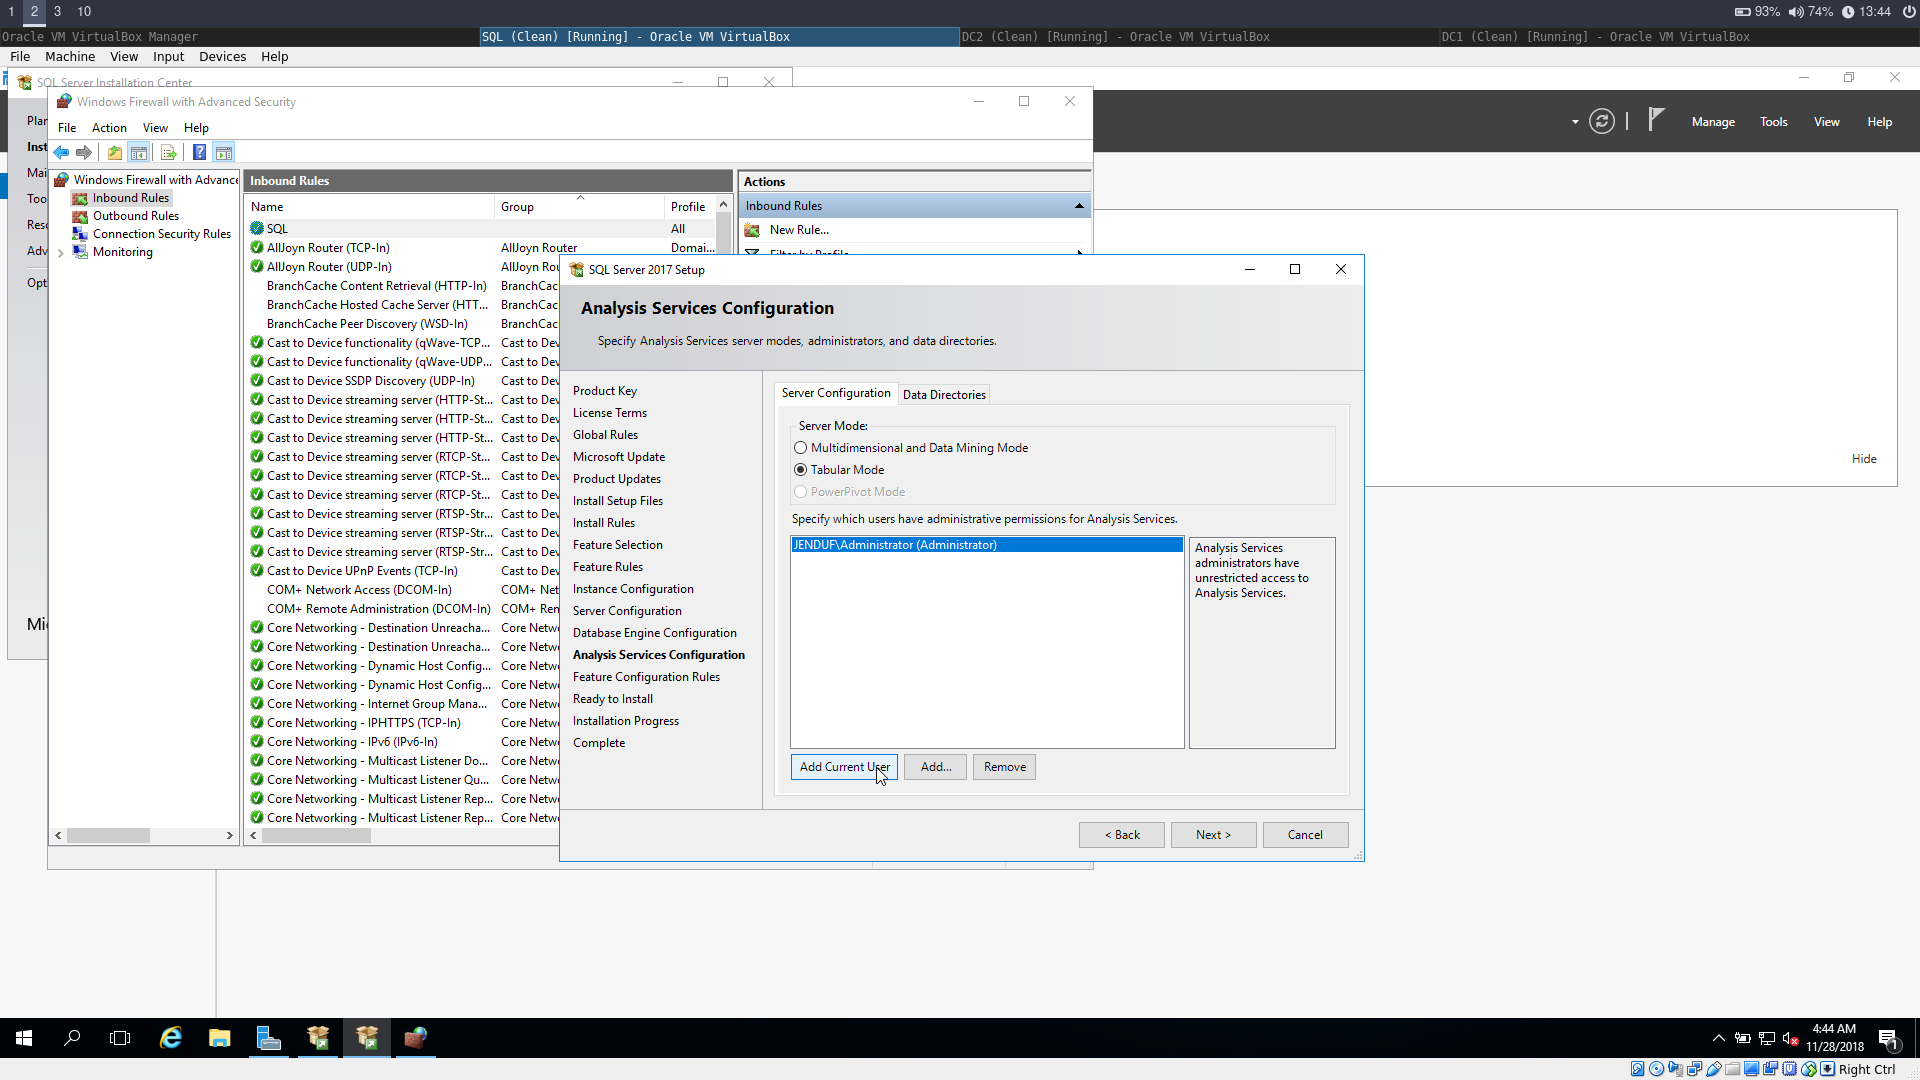 1 2 3 10
93% 74% 13:44
Oracle VM VirtualBox Manager
SQL (Clean) [Running] - Oracle VM VirtualBox
DC2 (Clean) [Running] - Oracle VM VirtualBox
DC1 (Clean) [Running] - Oracle VM VirtualBox
File Machine View Input Devices Help
SQL Server Installation Center
Manage Tools View Help
Hide
Windows Firewall with Advanced Security
File Action View Help
Windows Firewall with Advance
Inbound Rules
Outbound Rules
Connection Security Rules
Monitoring
Inbound Rules
Name Group Profile
SQL All
AllJoyn Router (TCP-In) AllJoyn Router Domai...
AllJoyn Router (UDP-In) AllJoyn Rou
BranchCache Content Retrieval (HTTP-In) BranchCac
BranchCache Hosted Cache Server (HTT... BranchCac
BranchCache Peer Discovery (WSD-In) BranchCac
Cast to Device functionality (qWave-TCP... Cast to Dev
Cast to Device functionality (qWave-UDP... Cast to Dev
Cast to Device SSDP Discovery (UDP-In) Cast to Dev
Cast to Device streaming server (HTTP-St... Cast to Dev
Cast to Device streaming server (HTTP-St... Cast to Dev
Cast to Device streaming server (HTTP-St... Cast to Dev
Cast to Device streaming server (RTCP-St... Cast to Dev
Cast to Device streaming server (RTCP-St... Cast to Dev
Cast to Device streaming server (RTCP-St... Cast to Dev
Cast to Device streaming server (RTSP-Str... Cast to Dev
Cast to Device streaming server (RTSP-Str... Cast to Dev
Cast to Device streaming server (RTSP-Str... Cast to Dev
Cast to Device UPnP Events (TCP-In) Cast to Dev
COM+ Network Access (DCOM-In) COM+ Net
COM+ Remote Administration (DCOM-In) COM+ Rem
Core Networking - Destination Unreacha... Core Netw
Core Networking - Destination Unreacha... Core Netw
Core Networking - Dynamic Host Config... Core Netw
Core Networking - Dynamic Host Config... Core Netw
Core Networking - Internet Group Mana... Core Netw
Core Networking - IPHTTPS (TCP-In) Core Netw
Core Networking - IPv6 (IPv6-In) Core Netw
Core Networking - Multicast Listener Do... Core Netw
Core Networking - Multicast Listener Qu... Core Netw
Core Networking - Multicast Listener Rep... Core Netw
Core Networking - Multicast Listener Rep... Core Netw
Actions
Inbound Rules
New Rule...
Filter by Profile
SQL Server 2017 Setup
Analysis Services Configuration
Specify Analysis Services server modes, administrators, and data directories.
Product Key
License Terms
Global Rules
Microsoft Update
Product Updates
Install Setup Files
Install Rules
Feature Selection
Feature Rules
Instance Configuration
Server Configuration
Database Engine Configuration
Analysis Services Configuration
Feature Configuration Rules
Ready to Install
Installation Progress
Complete
Server Configuration Data Directories
Server Mode:
Multidimensional and Data Mining Mode
Tabular Mode
PowerPivot Mode
Specify which users have administrative permissions for Analysis Services.
JENDUF\Administrator (Administrator)
Analysis Services
administrators have
unrestricted access to
Analysis Services.
Add Current User Add... Remove
< Back Next > Cancel
4:44 AM
11/28/2018
1
Right Ctrl